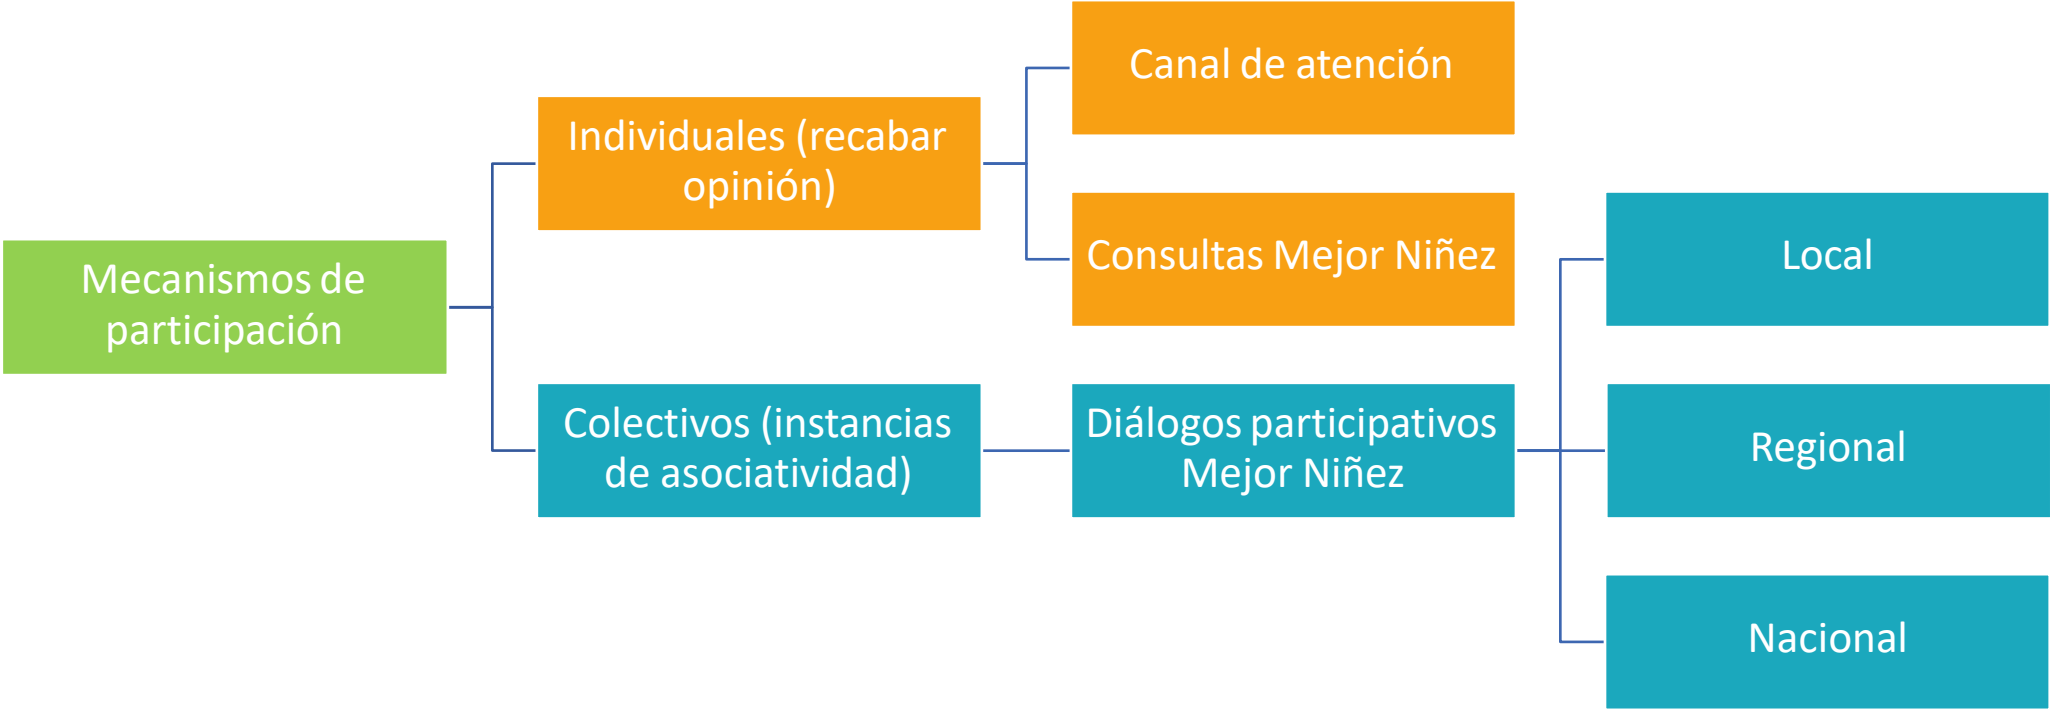 Mecanismos de
participación
Individuales (recabar
opinión)
Canal de atención
Consultas Mejor Niñez
Colectivos (instancias
de asociatividad)
Diálogos participativos
Mejor Niñez
Local
Regional
Nacional